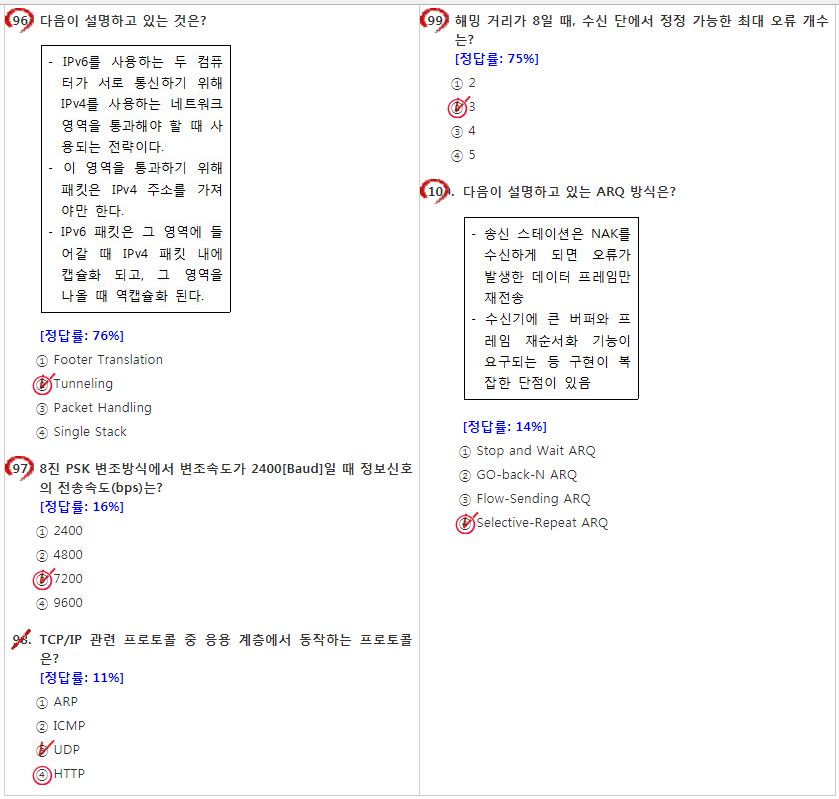 96. 다음이 설명하고 있는 것은?
- IPv6를 사용하는 두 컴퓨
터가 서로 통신하기 위해
IPv4를 사용하는 네트워크
영역을 통과해야 할 때 사
용되는 전략이다.
- 이 영역을 통과하기 위해
패킷은 IPv4 주소를 가져
야만 한다.
- IPv6 패킷은 그 영역에 들
어갈 때 IPv4 패킷 내에
캡슐화 되고, 그 영역을
나올 때 역캡슐화 된다.
[정답률: 76%]
① Footer Translation
② Tunneling
③ Packet Handling
④ Single Stack
97. 8진 PSK 변조방식에서 변조속도가 2400[Baud]일 때 정보신호
의 전송속도(bps)는?
[정답률: 16%]
① 2400
② 4800
③ 7200
④ 9600
98. TCP/IP 관련 프로토콜 중 응용 계층에서 동작하는 프로토콜
은?
[정답률: 11%]
① ARP
② ICMP
③ UDP
④ HTTP
99. 해밍 거리가 8일 때, 수신 단에서 정정 가능한 최대 오류 개수
는?
[정답률: 75%]
① 2
② 3
③ 4
④ 5
100. 다음이 설명하고 있는 ARQ 방식은?
- 송신 스테이션은 NAK를
수신하게 되면 오류가
발생한 데이터 프레임만
재전송
- 수신기에 큰 버퍼와 프
레임 재순서화 기능이
요구되는 등 구현이 복
잡한 단점이 있음
[정답률: 14%]
① Stop and Wait ARQ
② GO-back-N ARQ
③ Flow-Sending ARQ
④ Selective-Repeat ARQ